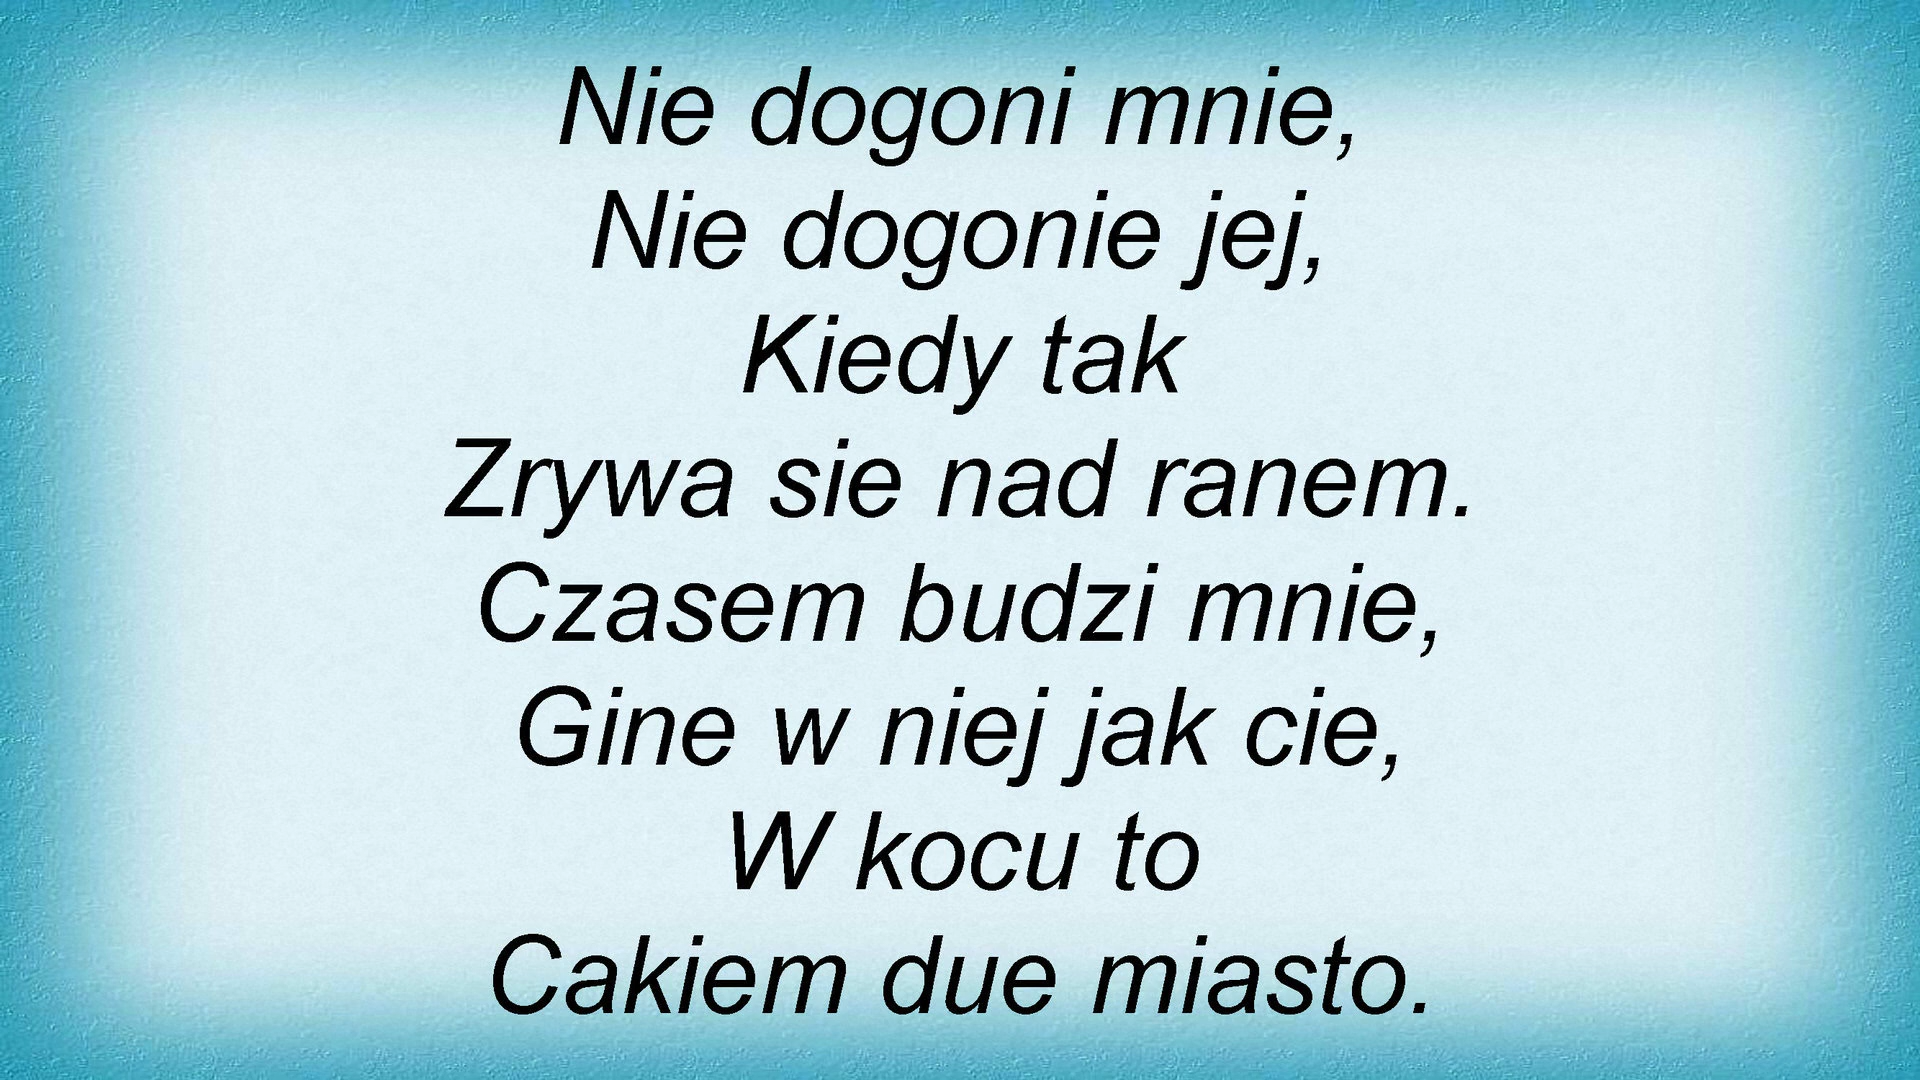 Nie dogoni mnie,
Nie dogonie jej,
Kiedy tak
Zrywa sie nad ranem.
Czasem budzi mnie,
Gine w niej jak cie,
W kocu to
Cakiem due miasto.